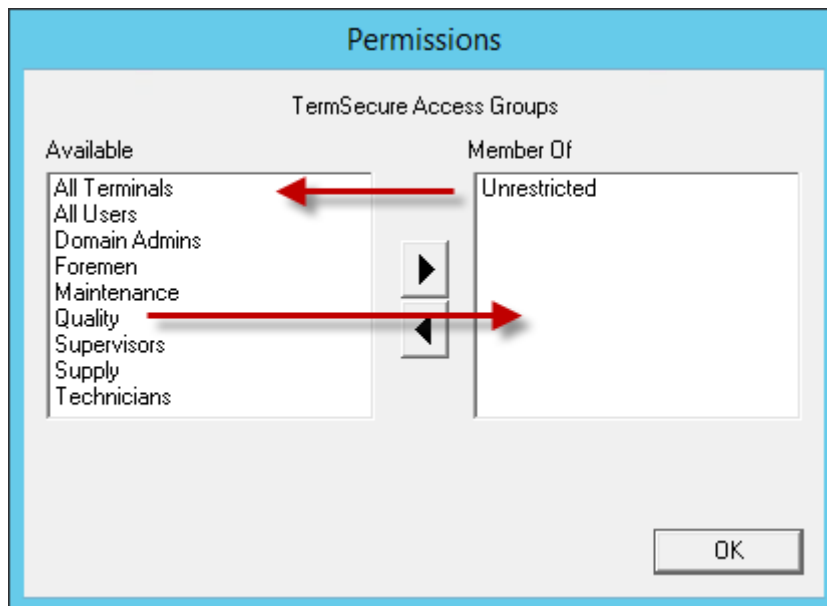 Permissions
TermSecure Access Groups
Available
Member Of
All Terminals
All Users
Domain Admins
Foremen
Maintenance
Quality
Supervisors
Supply
Technicians
Unrestricted
OK